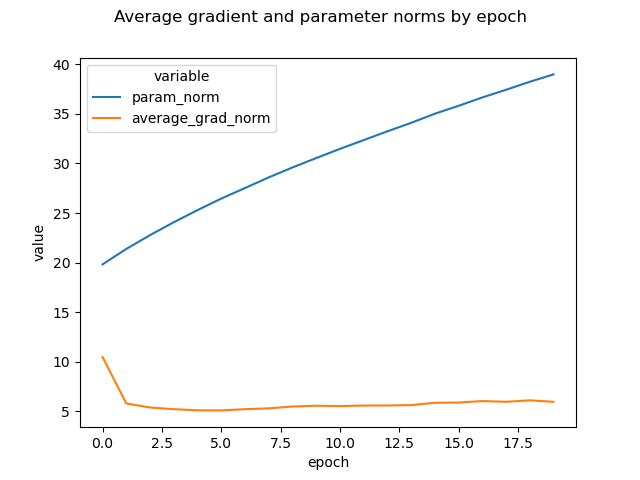 Average gradient and parameter norms by epoch
40
35
30
25
20
15
10
5
value
variable
param_norm
average_grad_norm
0.0 2.5 5.0 7.5 10.0 12.5 15.0 17.5
epoch